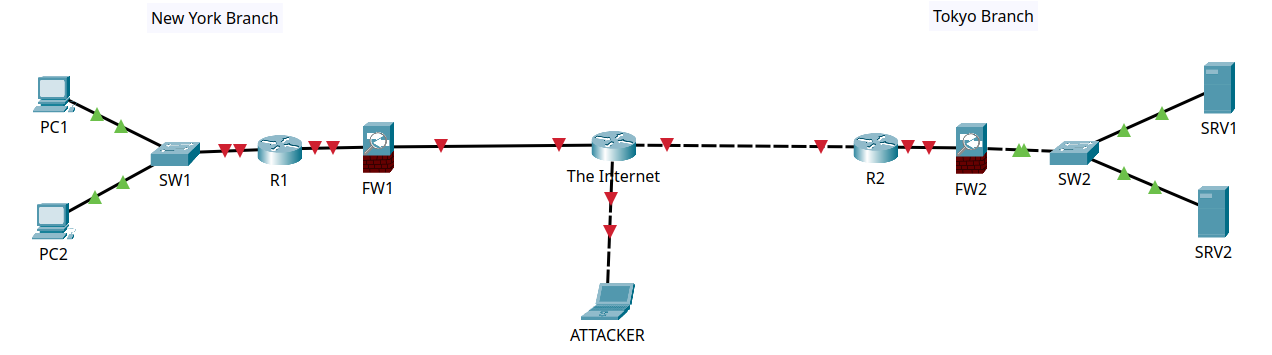 New York Branch
Tokyo Branch
PC1
SW1
R1
FW1
The Internet
R2
FW2
SW2
SRV1
PC2
SRV2
ATTACKER